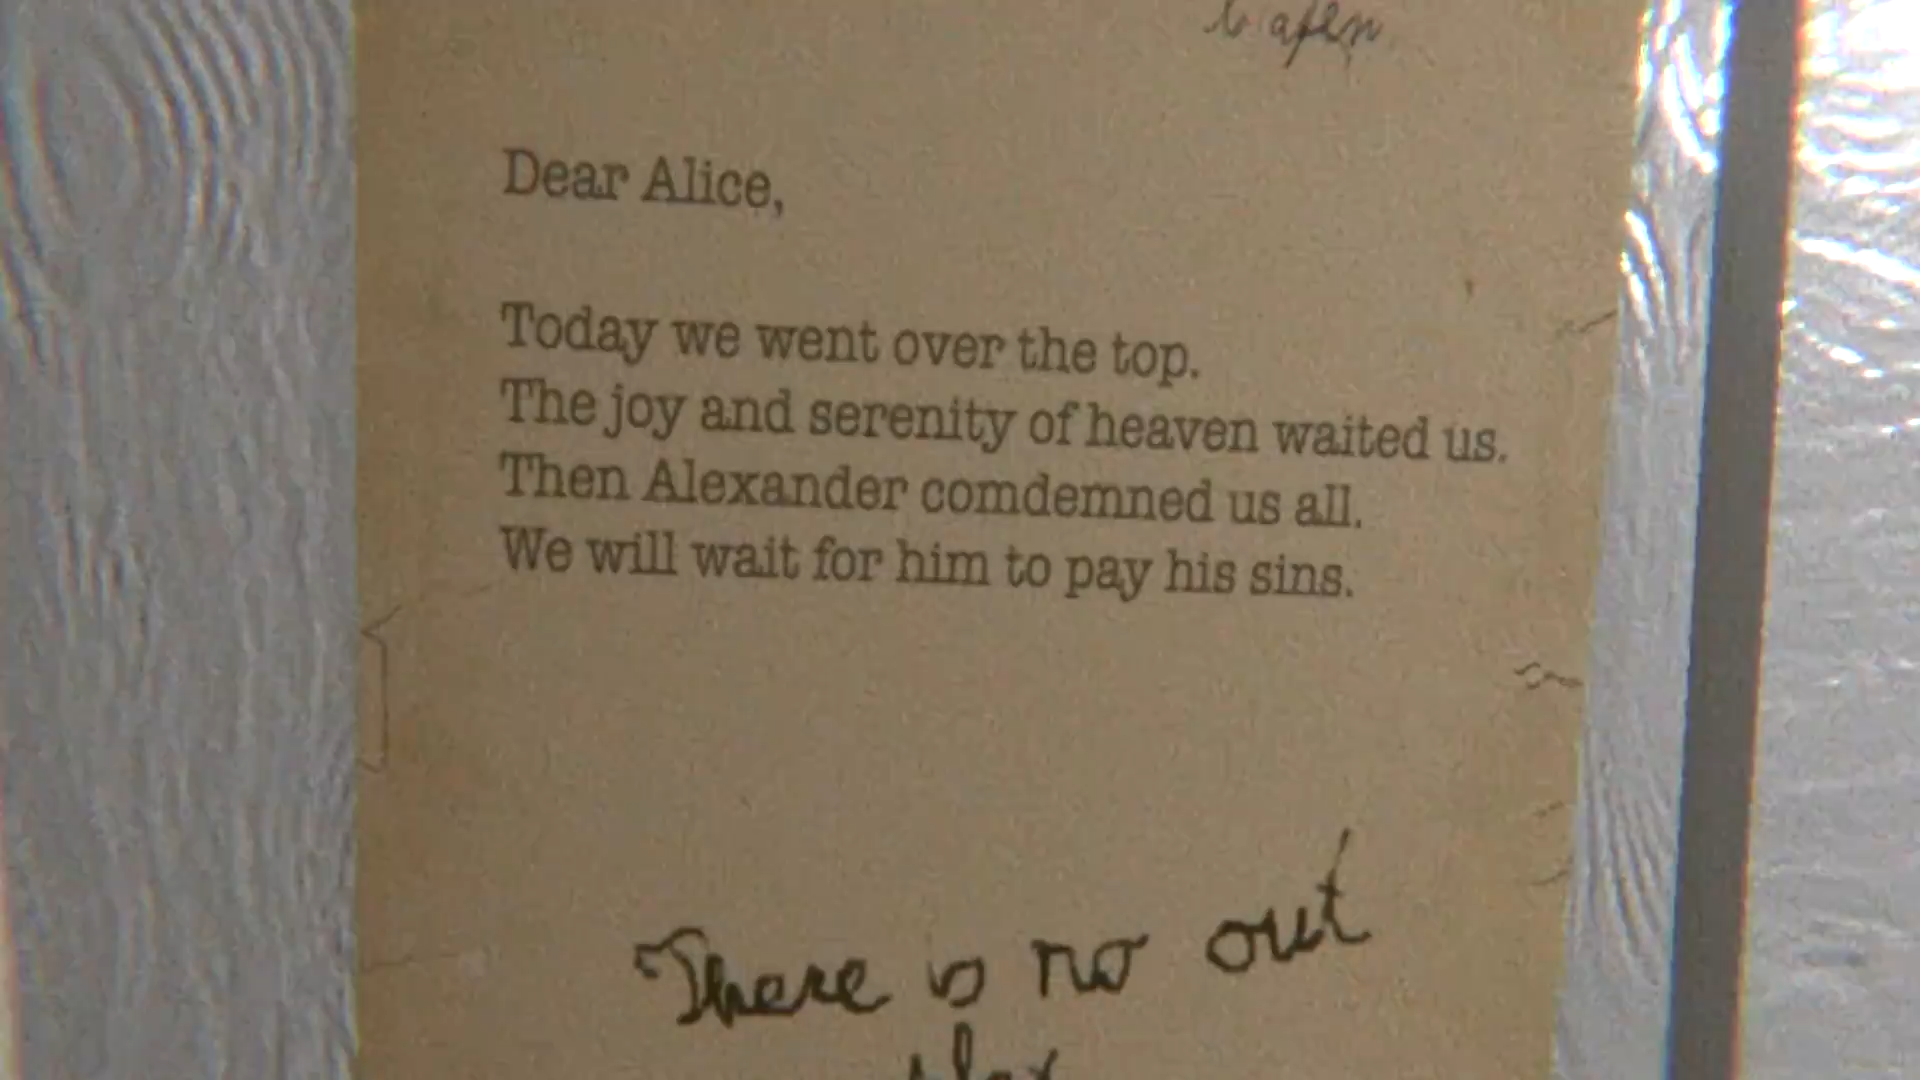 Dear Alice,
Today we went over the top.
The joy and serenity of heaven waited us.
Then Alexander comdemned us all.
We will wait for him to pay his sins.
There is no out